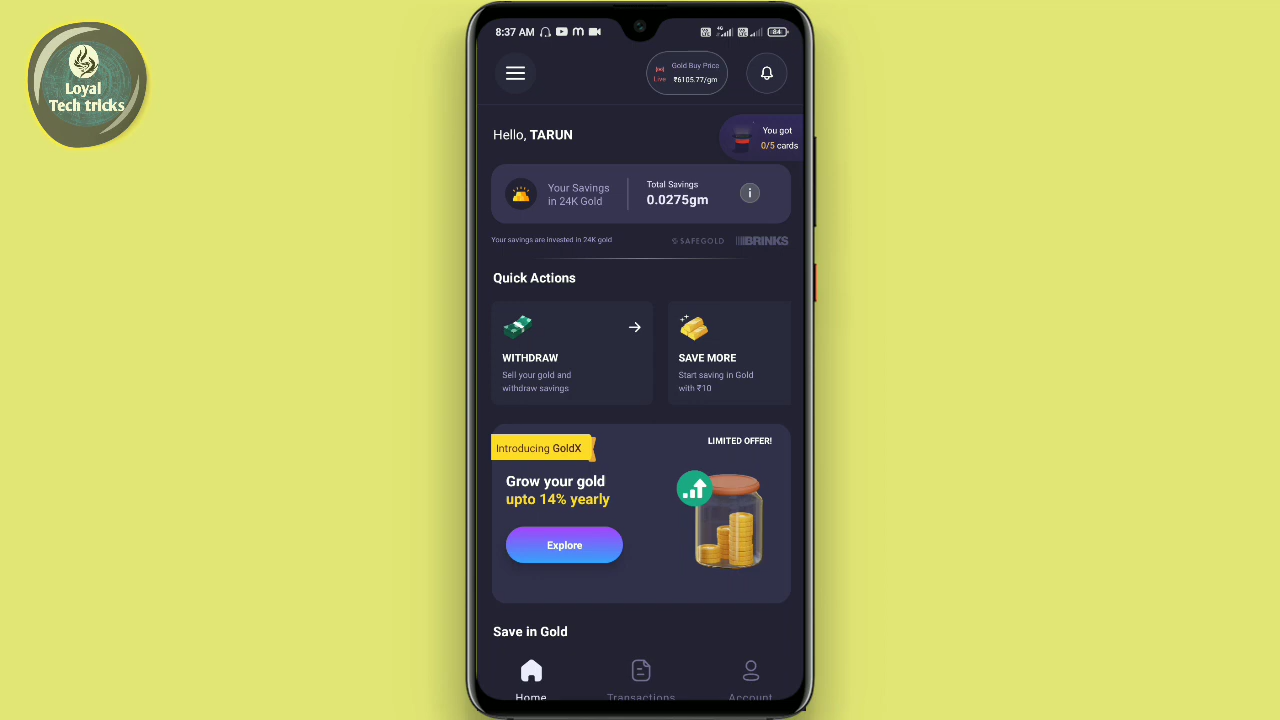 Loyal
Tech tricks
8:37 AM
84
Live
Gold Buy Price
₹6105.77/gm
Hello, TARUN
You got
0/5 cards
Your Savings
in 24K Gold
Total Savings
0.0275gm
i
Your savings are invested in 24K gold
SAFEGOLD
BRINKS
Quick Actions
WITHDRAW
Sell your gold and
withdraw savings
SAVE MORE
Start saving in Gold
with ₹10
Introducing GoldX
LIMITED OFFER!
Grow your gold
upto 14% yearly
Explore
Save in Gold
Home
Transactions
Account